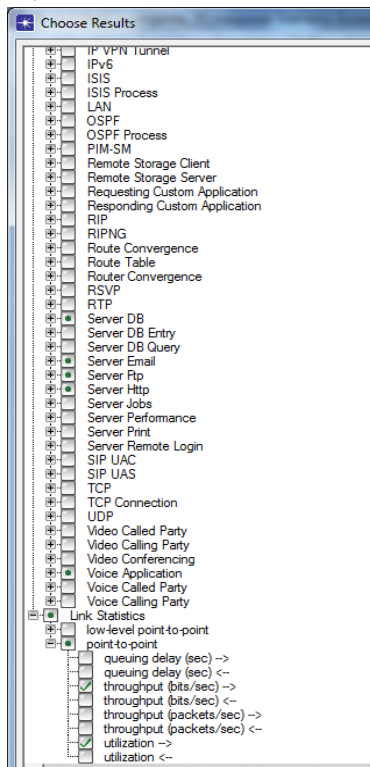 Choose Results
IP VPN Tunnel
IPv6
ISIS
ISIS Process
LAN
OSPF
OSPF Process
PIM-SM
Remote Storage Client
Remote Storage Server
Requesting Custom Application
Responding Custom Application
RIP
RIPNG
Route Convergence
Route Table
Router Convergence
RSVP
RTP
Server DB
Server DB Entry
Server DB Query
Server Email
Server Ftp
Server Http
Server Jobs
Server Performance
Server Print
Server Remote Login
SIP UAC
SIP UAS
TCP
TCP Connection
UDP
Video Called Party
Video Calling Party
Video Conferencing
Voice Application
Voice Called Party
Voice Calling Party
Link Statistics
low-level point-to-point
point-to-point
queuing delay (sec) -->
queuing delay (sec) <--
throughput (bits/sec) -->
throughput (bits/sec) <--
throughput (packets/sec) -->
throughput (packets/sec) <--
utilization -->
utilization <--